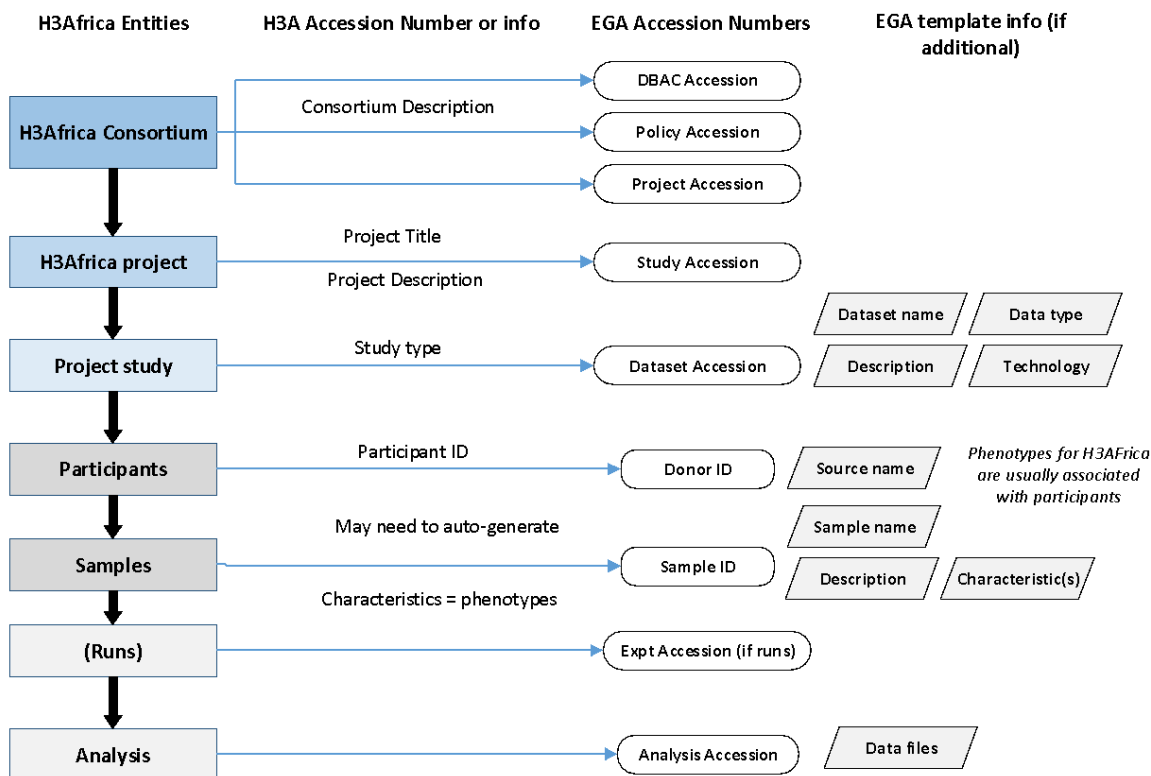 H3Africa Entities
H3A Accession Number or info
EGA Accession Numbers
EGA template info (if
additional)
DBAC Accession
Consortium Description
H3Africa Consortium
Policy Accession
Project Accession
Project Title
H3Africa project
Study Accession
Project Description
Dataset name
Data type
Study type
Project study
Dataset Accession
Description
Technology
Participant ID
Participants
Donor ID
Source name
Phenotypes for H3AFrica
are usually associated
with participants
May need to auto-generate
Sample name
Samples
Sample ID
Description
Characteristic(s)
Characteristics = phenotypes
(Runs)
Expt Accession (if runs)
Analysis
Analysis Accession
Data files